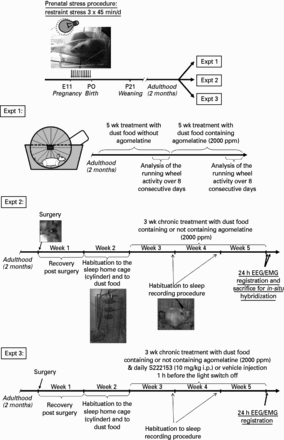 Prenatal stress procedure:
restraint stress 3 x 45 min/d
E11
Pregnancy
PO
Birth
P21
Weaning
Adulthood
(2 months)
Expt 1
Expt 2
Expt 3
Expt 1:
5 wk treatment with
dust food without
agomelatine
5 wk treatment with
dust food containing
agomelatine (2000 ppm)
Adulthood
(2 months)
Analysis of the
running wheel
activity over 8
consecutive days
Analysis of the
running wheel
activity over 8
consecutive days
Expt 2:
Surgery
3 wk chronic treatment with dust food
containing or not containing agomelatine
(2000 ppm)
Week 1
Week 2
Week 3
Week 4
Week 5
Adulthood
(2 months)
Recovery
post surgery
Habituation to the
sleep home cage
(cylinder) and to
dust food
Habituation to sleep
recording procedure
24 h EEG/EMG
registration and
sacrifice for in-situ
hybridization
Expt 3:
3 wk chronic treatment with dust food
containing or not containing agomelatine (2000 ppm)
& daily S222153 (10 mg/kg i.p.) or vehicle injection
1 h before the light switch off
Surgery
Week 1
Week 2
Week 3
Week 4
Week 5
Adulthood
(2 months)
Recovery
post surgery
Habituation to the
sleep home cage
(cylinder) and to
dust food
Habituation to sleep
recording procedure
24 h EEG/EMG
registration